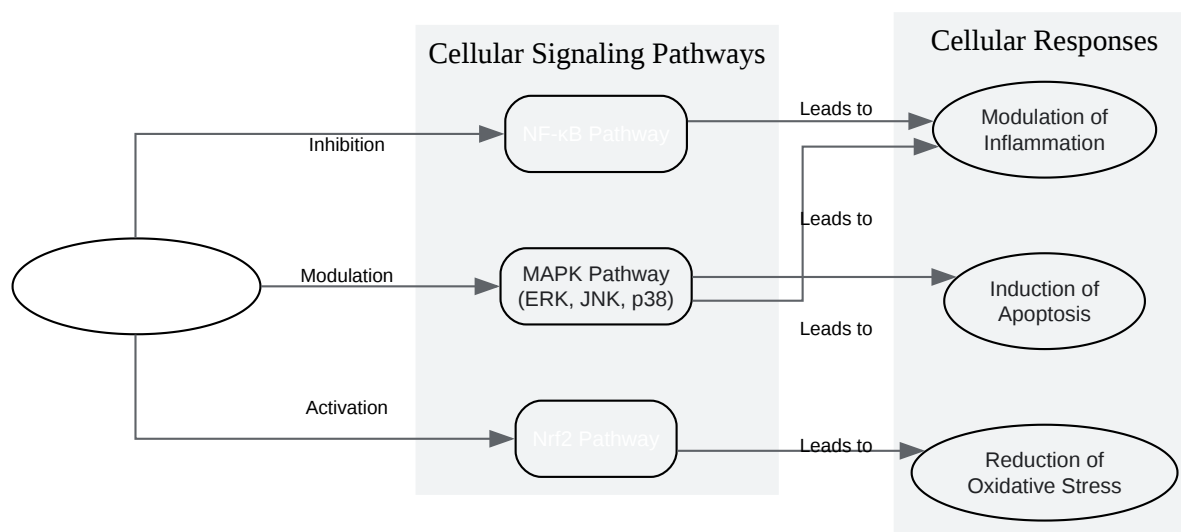 Cellular Signaling Pathways
Cellular Responses
Inhibition
NF-κB Pathway
Leads to
Modulation of
Inflammation
Leads to
Modulation
MAPK Pathway
(ERK, JNK, p38)
Induction of
Apoptosis
Leads to
Activation
Nrf2 Pathway
Leads to
Reduction of
Oxidative Stress